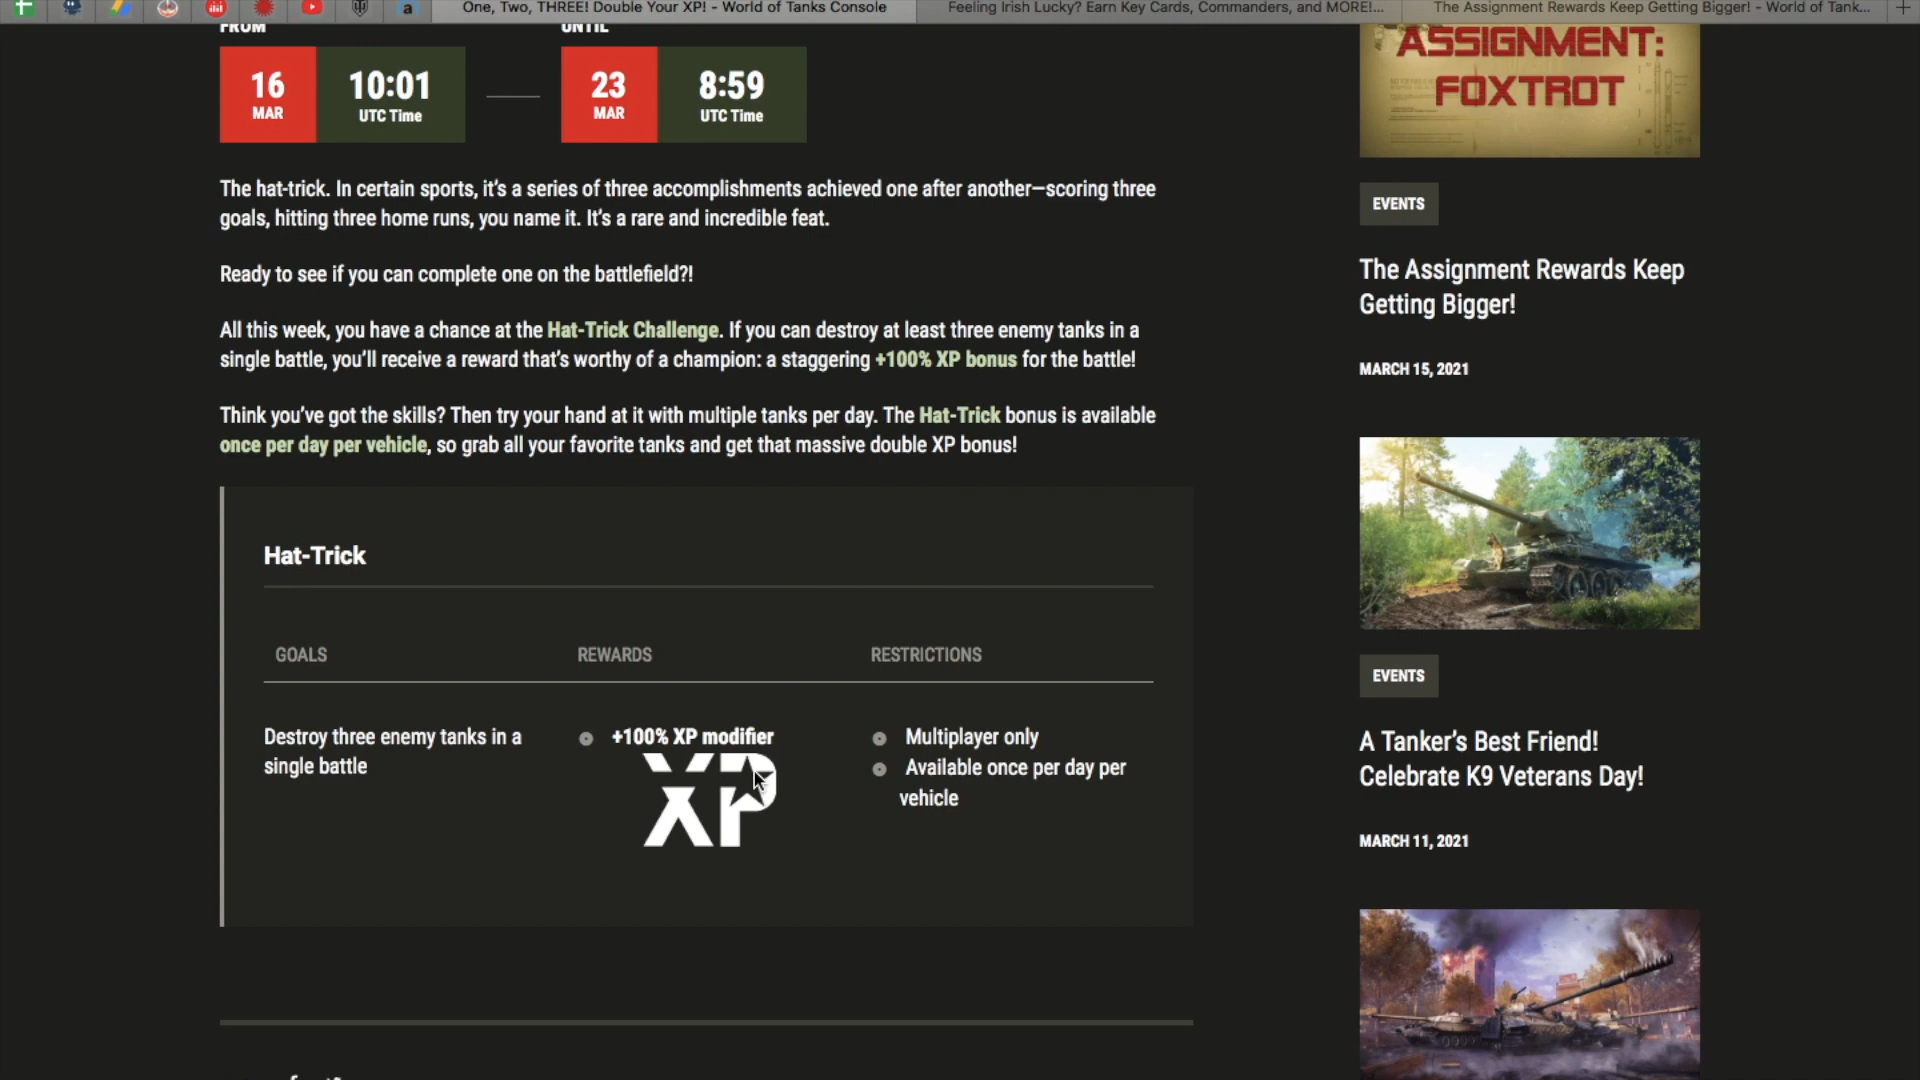 One, Two, THREE! Double Your XP! - World of Tanks Console
Feeling Irish Lucky? Earn Key Cards, Commanders, and MORE!...
The Assignment Rewards Keep Getting Bigger! - World of Tank...
FROM
UNTIL
16
MAR
10:01
UTC Time
23
MAR
8:59
UTC Time
The hat-trick. In certain sports, it's a series of three accomplishments achieved one after another—scoring three
goals, hitting three home runs, you name it. It's a rare and incredible feat.
Ready to see if you can complete one on the battlefield?!
All this week, you have a chance at the Hat-Trick Challenge. If you can destroy at least three enemy tanks in a
single battle, you'll receive a reward that's worthy of a champion: a staggering +100% XP bonus for the battle!
Think you've got the skills? Then try your hand at it with multiple tanks per day. The Hat-Trick bonus is available
once per day per vehicle, so grab all your favorite tanks and get that massive double XP bonus!
Hat-Trick
GOALS
REWARDS
RESTRICTIONS
Destroy three enemy tanks in a
single battle
+100% XP modifier
XP
Multiplayer only
Available once per day per
vehicle
ASSIGNMENT:
FOXTROT
EVENTS
The Assignment Rewards Keep
Getting Bigger!
MARCH 15, 2021
EVENTS
A Tanker's Best Friend!
Celebrate K9 Veterans Day!
MARCH 11, 2021